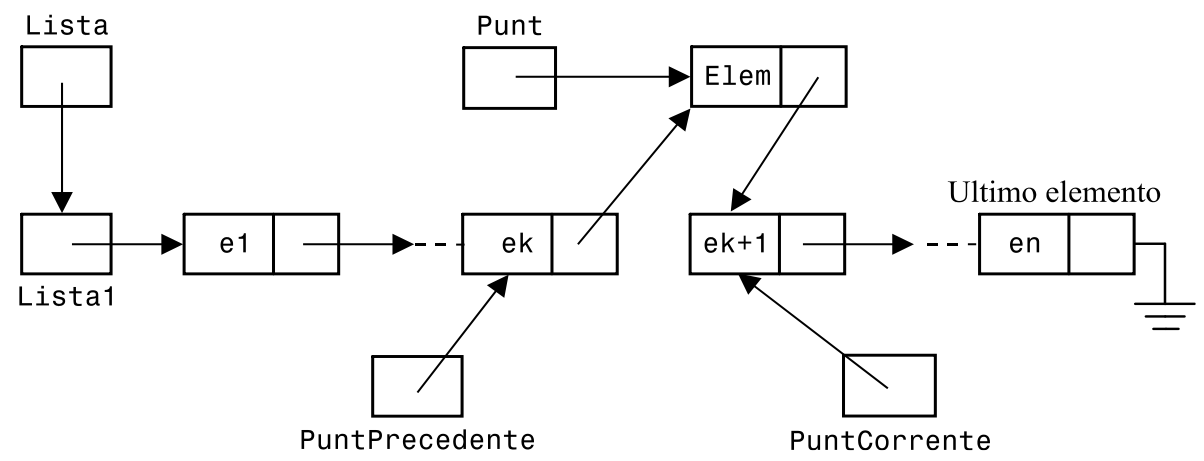 Lista
Punt
Elem
Ultimo elemento
e1
ek
ek+1
en
Lista1
PuntPrecedente
PuntCorrente